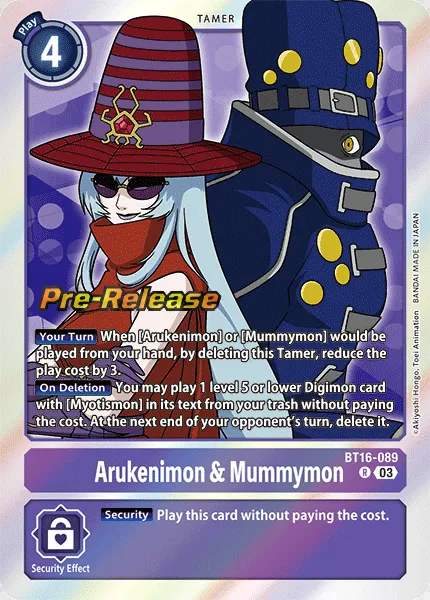 TAMER
Play
4
Pre-Release
Your Turn When [Arukenimon] or [Mummymon] would be
played from your hand, by deleting this Tamer, reduce the
play cost by 3.
On Deletion You may play 1 level 5 or lower Digimon card
with [Myotismon] in its text from your trash without paying
the cost. At the next end of your opponent's turn, delete it.
©Akiyoshi Hongo, Toei Animation BANDAI MADE IN JAPAN
BT16-089
Arukenimon & Mummymon R 03
Security Play this card without paying the cost.
Security Effect